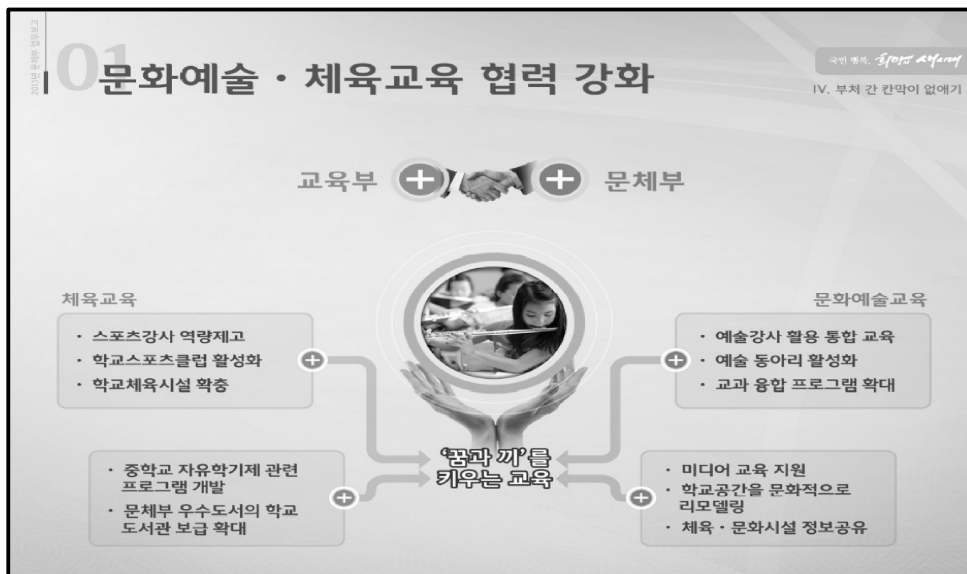 01 문화예술 · 체육교육 협력 강화
국민 행복, 희망의 새시대
IV. 부처 간 칸막이 없애기
교육부
문체부
체육교육
· 스포츠강사 역량제고
· 학교스포츠클럽 활성화
· 학교체육시설 확충
문화예술교육
· 예술강사 활용 통합 교육
· 예술 동아리 활성화
· 교과 융합 프로그램 확대
· 중학교 자유학기제 관련
프로그램 개발
· 문체부 우수도서의 학교
도서관 보급 확대
'꿈과 끼'를
키우는 교육
· 미디어 교육 지원
· 학교공간을 문화적으로
리모델링
· 체육 · 문화시설 정보공유